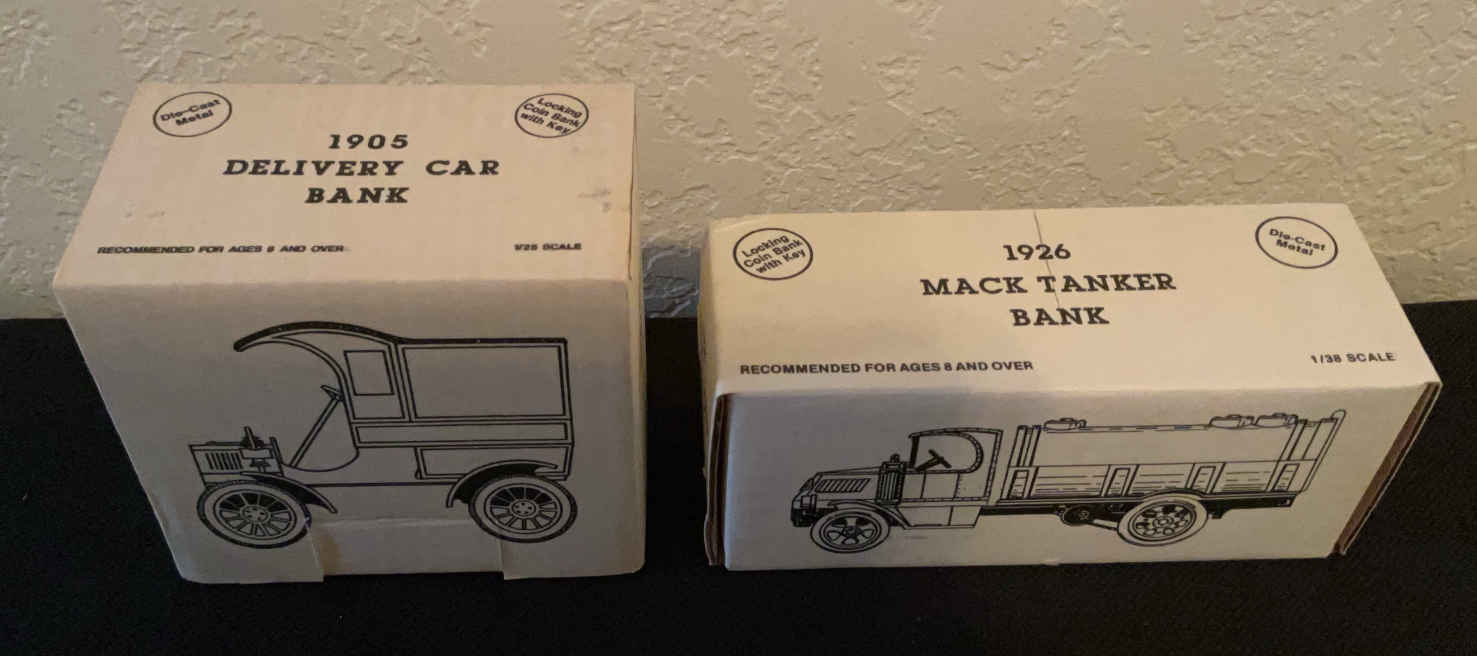 Die-Cast
Metal
Locking
Coin Bank
with Key
1905
DELIVERY CAR
BANK
RECOMMENDED FOR AGES 8 AND OVER
1/25 SCALE
Locking
Coin Bank
with Key
Die-Cast
Metal
1926
MACK TANKER
BANK
RECOMMENDED FOR AGES 8 AND OVER
1/38 SCALE